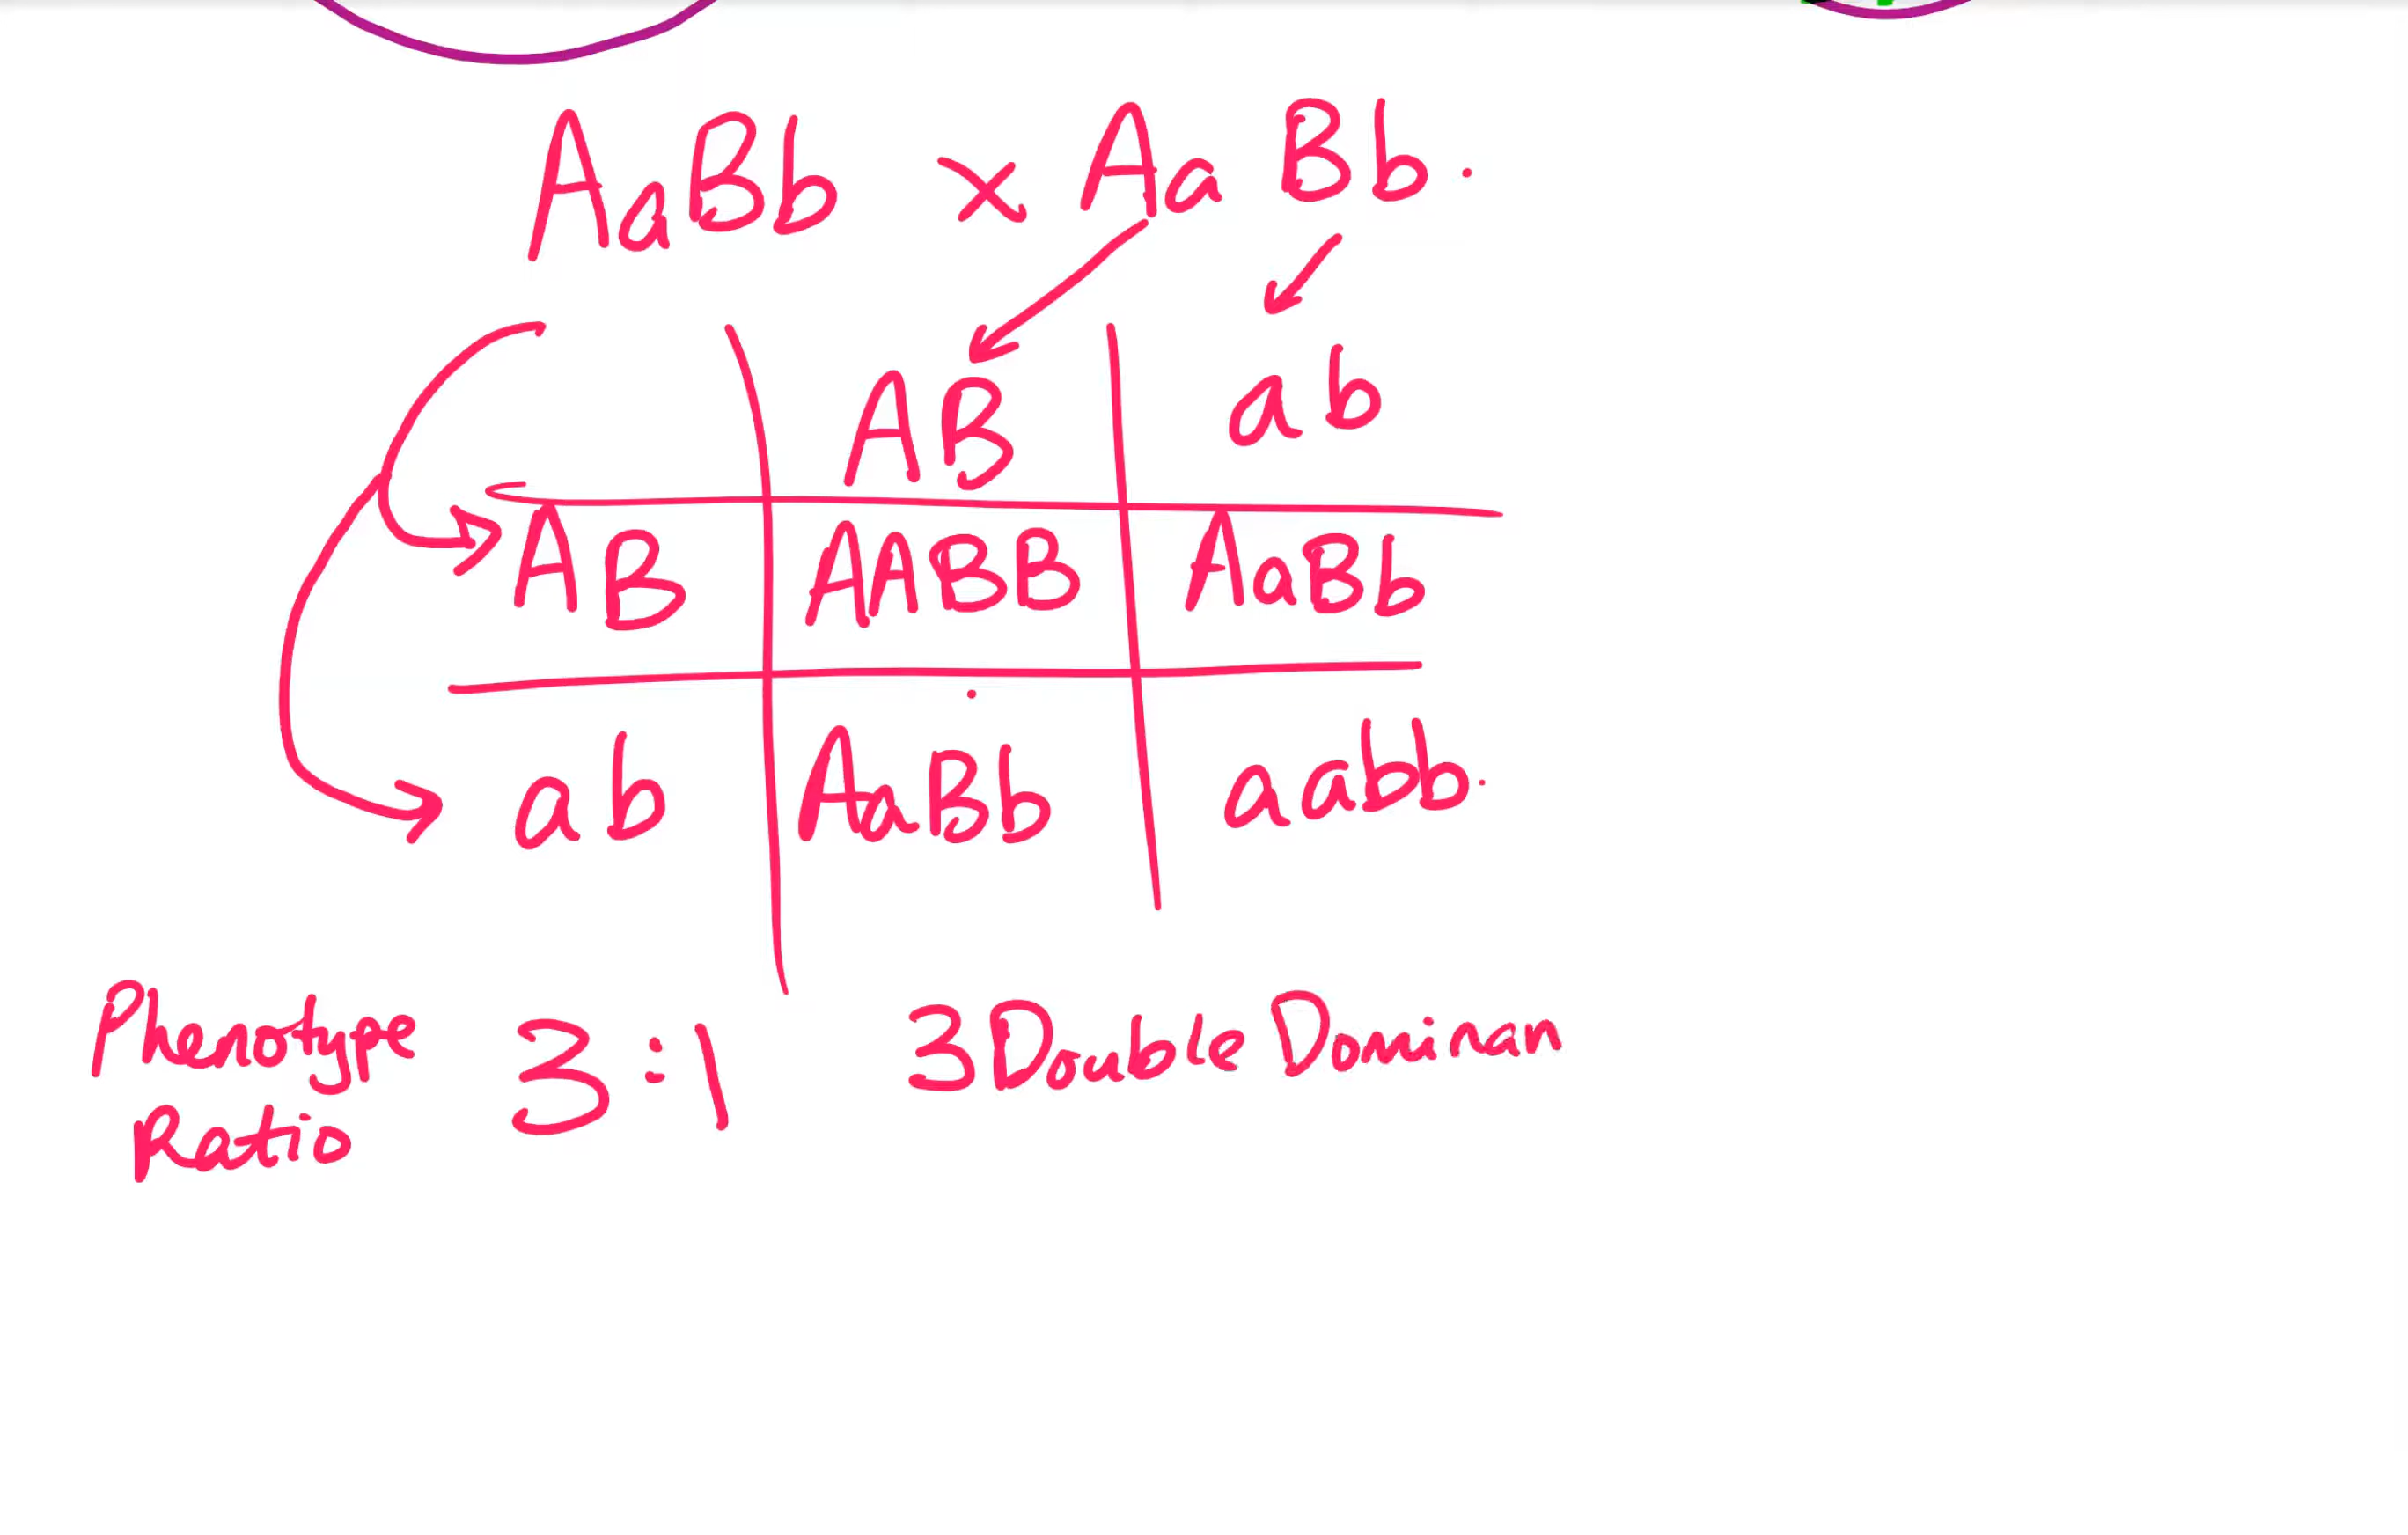 AaBb × AaBb.
AB ab
AB AABB AaBb
ab AaBb aabb.
Phenotype 3:1 3 Double Dominan
Ratio